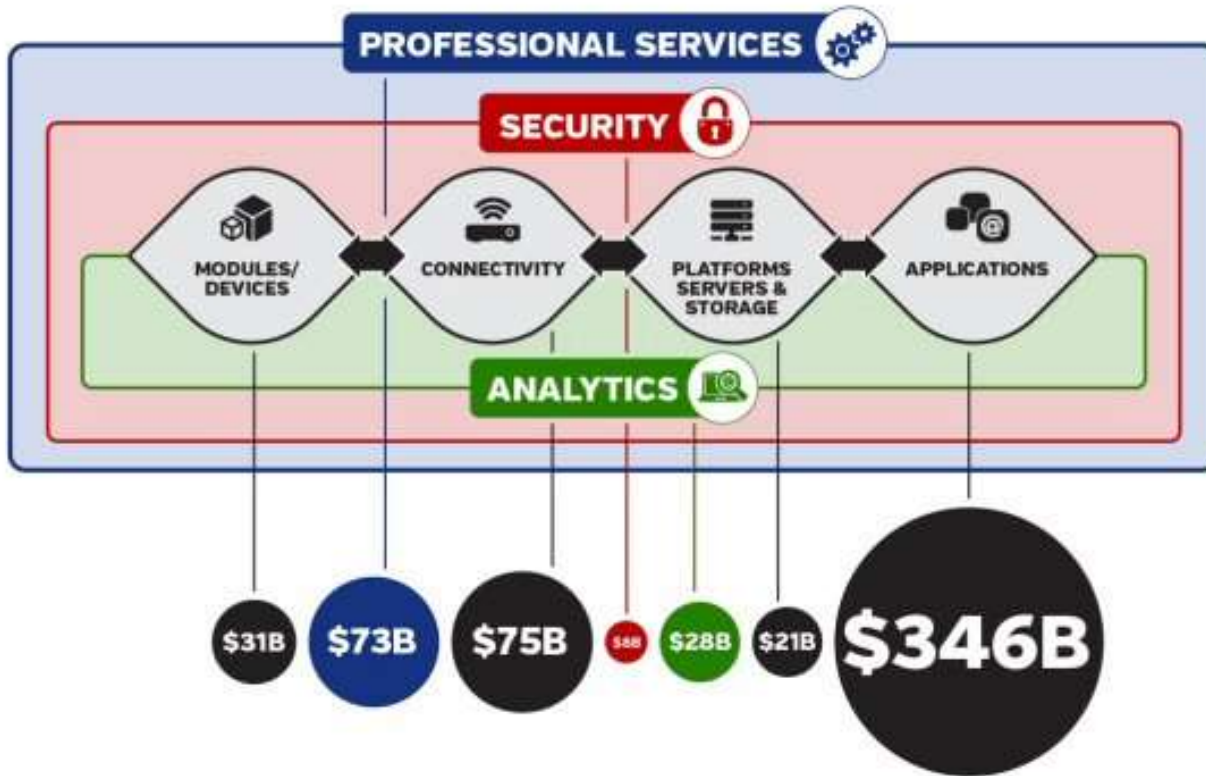 PROFESSIONAL SERVICES
SECURITY
MODULES/
DEVICES
CONNECTIVITY
PLATFORMS
SERVERS &
STORAGE
@
APPLICATIONS
ANALYTICS
$31B
$73B
$75B
$28B
$21B
$346B